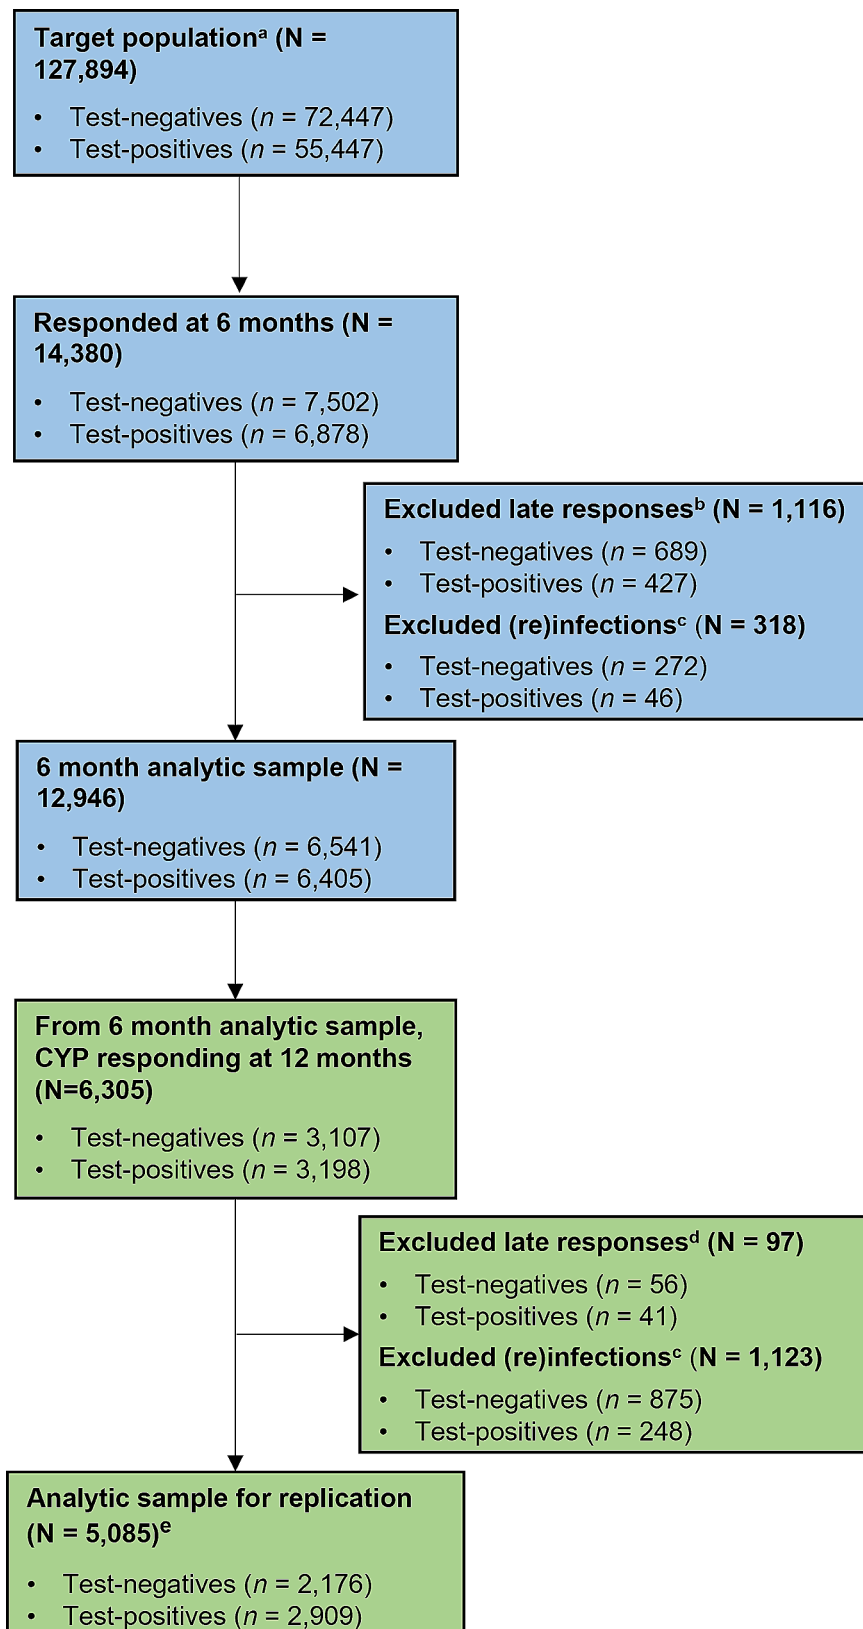 Target populationᵃ (N =
127,894)
• Test-negatives (n = 72,447)
• Test-positives (n = 55,447)
Responded at 6 months (N =
14,380)
• Test-negatives (n = 7,502)
• Test-positives (n = 6,878)
Excluded late responsesᵇ (N = 1,116)
• Test-negatives (n = 689)
• Test-positives (n = 427)
Excluded (re)infectionsᶜ (N = 318)
• Test-negatives (n = 272)
• Test-positives (n = 46)
6 month analytic sample (N =
12,946)
• Test-negatives (n = 6,541)
• Test-positives (n = 6,405)
From 6 month analytic sample,
CYP responding at 12 months
(N=6,305)
• Test-negatives (n = 3,107)
• Test-positives (n = 3,198)
Excluded late responsesᵈ (N = 97)
• Test-negatives (n = 56)
• Test-positives (n = 41)
Excluded (re)infectionsᶜ (N = 1,123)
• Test-negatives (n = 875)
• Test-positives (n = 248)
Analytic sample for replication
(N = 5,085)ᵉ
• Test-negatives (n = 2,176)
• Test-positives (n = 2,909)